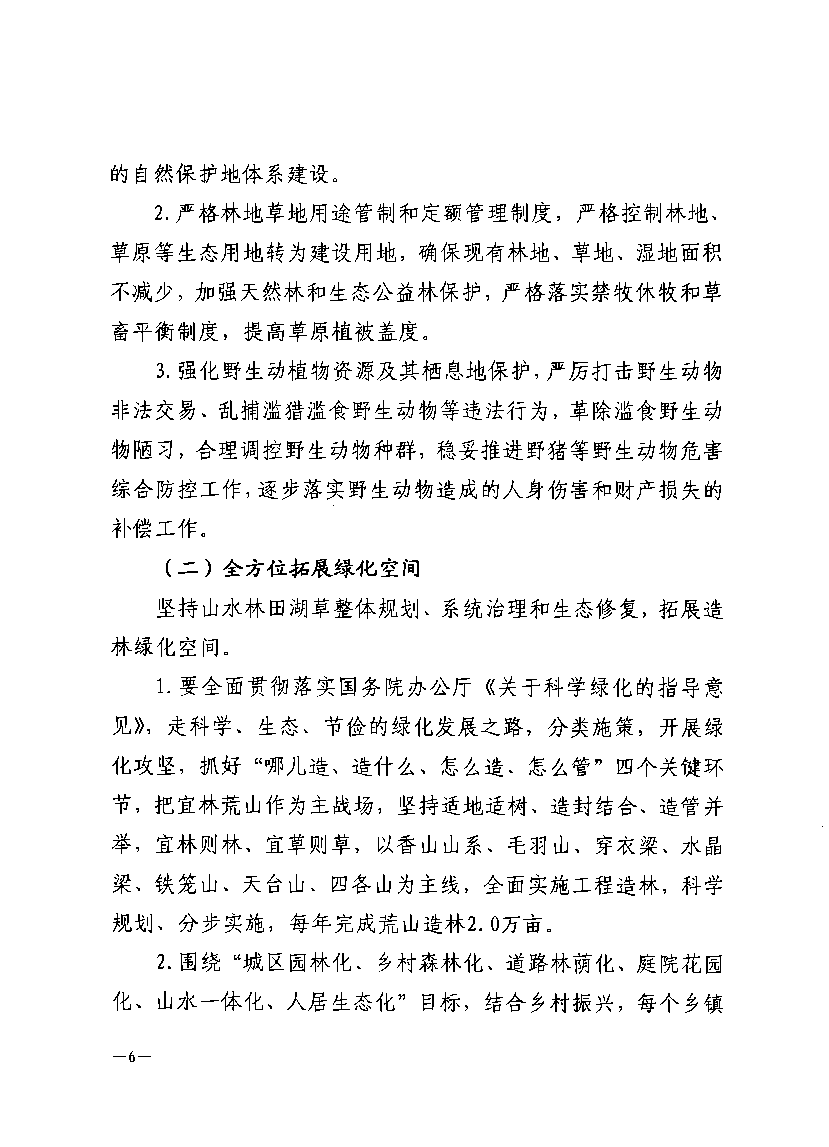 的自然保护地体系建设。
2.严格林地草地用途管制和定额管理制度，严格控制林地、
草原等生态用地转为建设用地，确保现有林地、草地、湿地面积
不减少，加强天然林和生态公益林保护，严格落实禁牧休牧和草
畜平衡制度，提高草原植被盖度。
3.强化野生动植物资源及其栖息地保护，严厉打击野生动物
非法交易、乱捕滥猎滥食野生动物等违法行为，革除滥食野生动
物陋习，合理调控野生动物种群，稳妥推进野猪等野生动物危害
综合防控工作，逐步落实野生动物造成的人身伤害和财产损失的
补偿工作。
（二）全方位拓展绿化空间
坚持山水林田湖草整体规划、系统治理和生态修复，拓展造
林绿化空间。
1.要全面贯彻落实国务院办公厅《关于科学绿化的指导意
见》，走科学、生态、节俭的绿化发展之路，分类施策，开展绿
化攻坚，抓好“哪儿造、造什么、怎么造、怎么管”四个关键环
节，把宜林荒山作为主战场，坚持适地适树、造封结合、造管并
举，宜林则林、宜草则草，以香山山系、毛羽山、穿衣梁、水晶
梁、铁笼山、天台山、四各山为主线，全面实施工程造林，科学
规划、分步实施，每年完成荒山造林2.0万亩。
2.围绕“城区园林化、乡村森林化、道路林荫化、庭院花园
化、山水一体化、人居生态化”目标，结合乡村振兴，每个乡镇
—6—